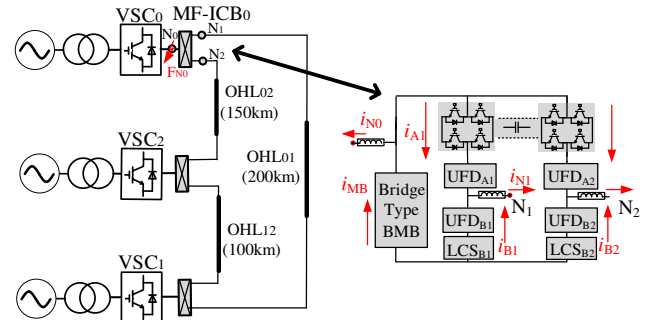 VSC0
MF-ICB0
N0
N1
N2
FN0
OHL02
(150km)
VSC2
OHL01
(200km)
OHL12
(100km)
VSC1
iN0
iA1
iMB
Bridge
Type
BMB
UFDA1
UFDA2
iN1
N1
N2
UFDB1
UFDB2
iB1
iB2
LCSB1
LCSB2